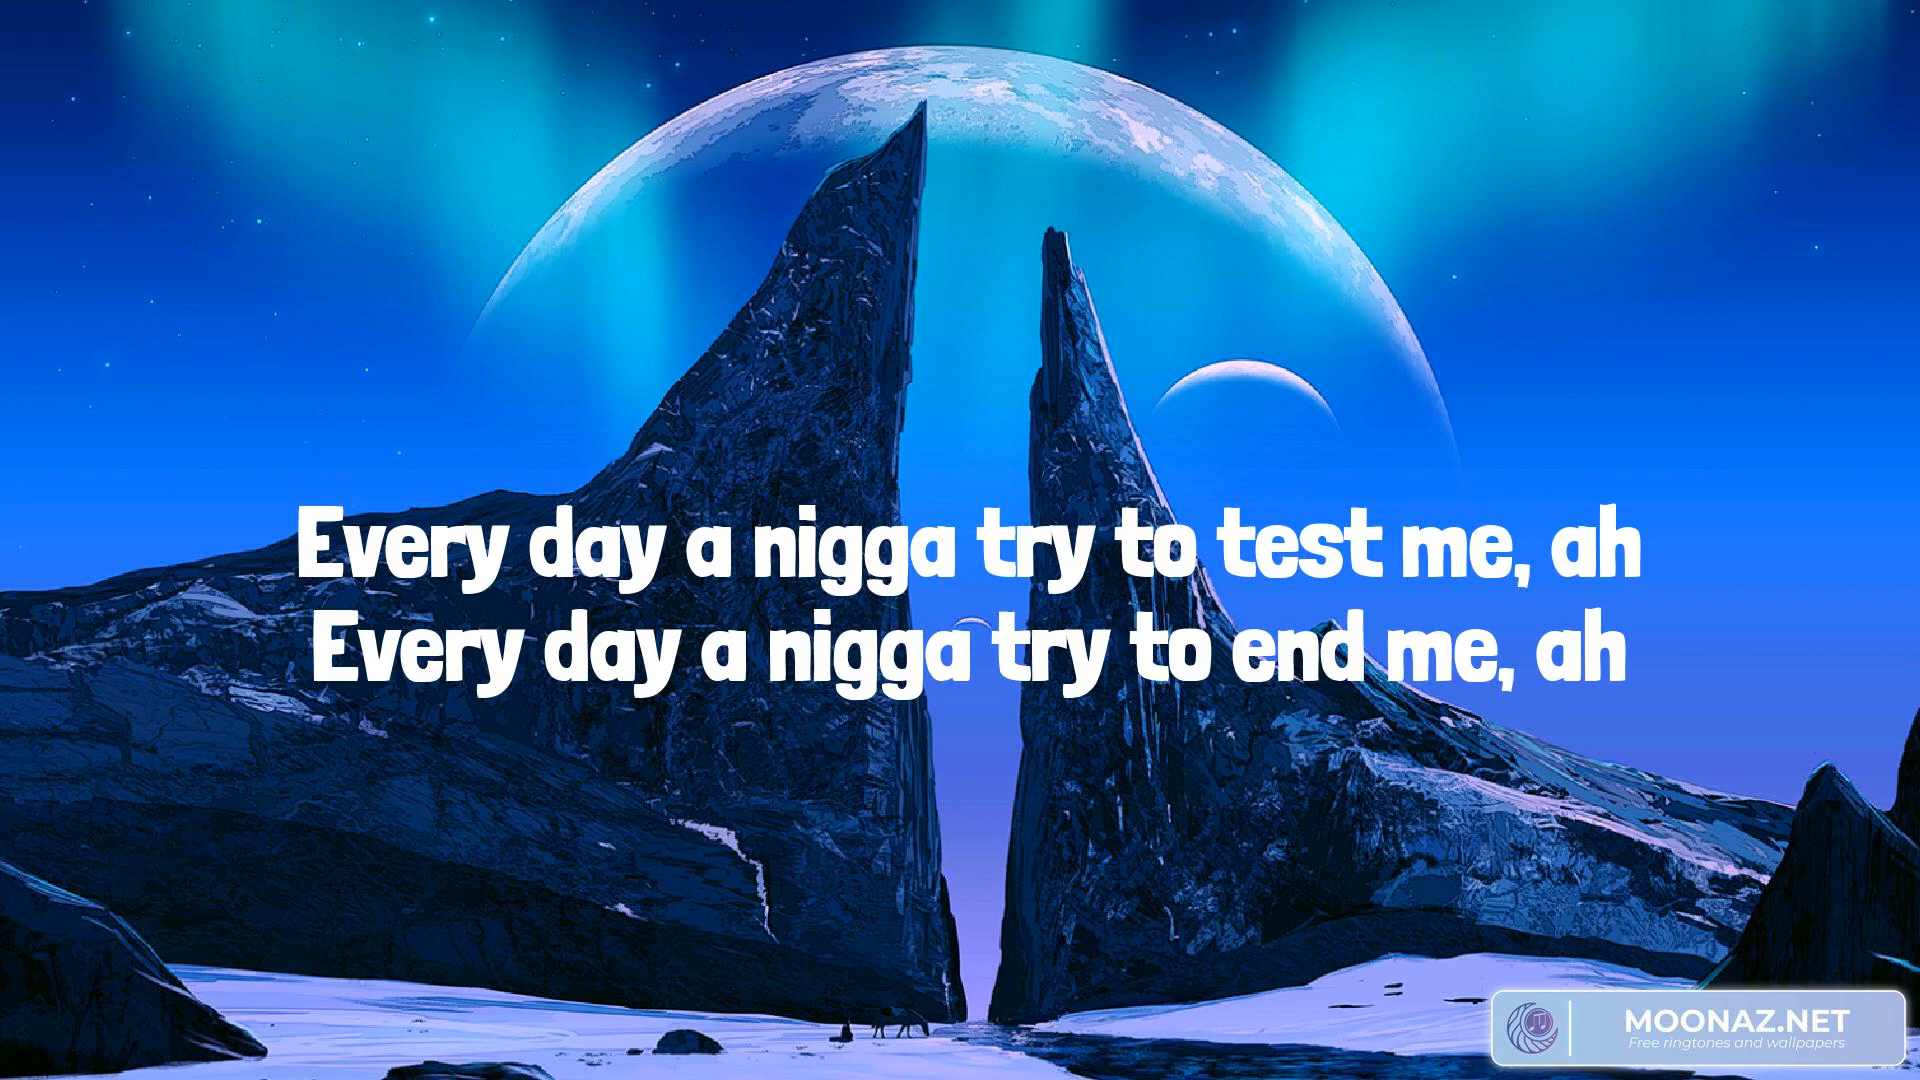 Every day a nigga try to test me, ah
Every day a nigga try to end me, ah
MOONAZ.NET
Free ringtones and wallpapers